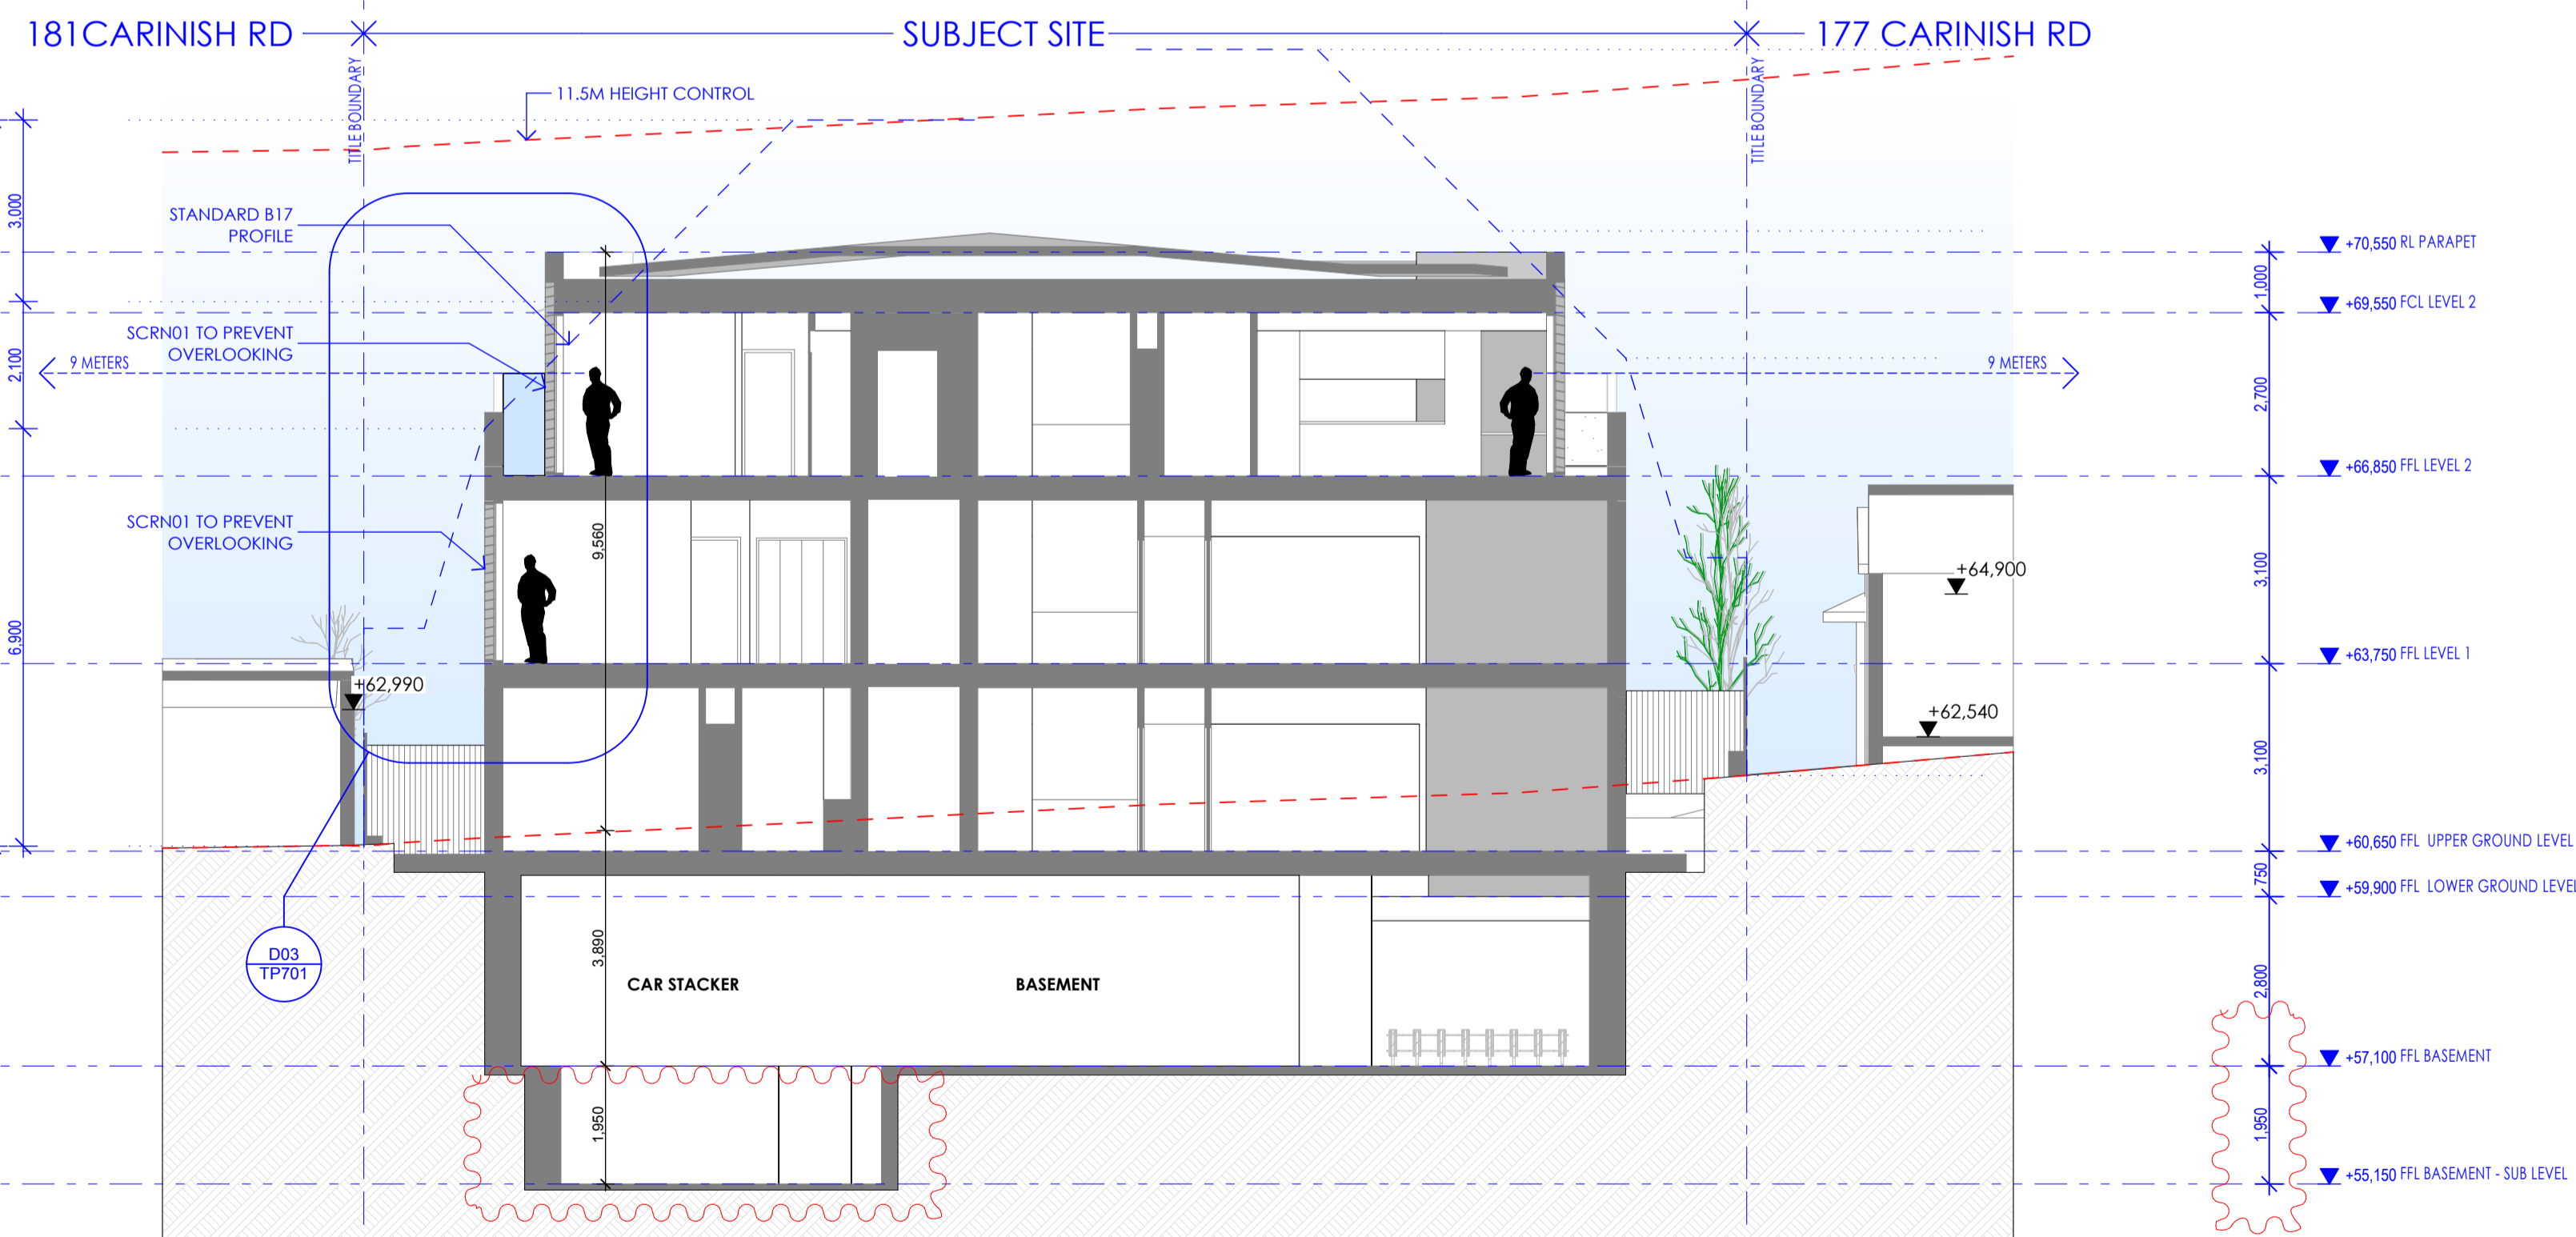 181CARINISH RD
SUBJECT SITE
177 CARINISH RD
TITLE BOUNDARY
TITLE BOUNDARY
11.5M HEIGHT CONTROL
STANDARD B17
PROFILE
SCRN01 TO PREVENT
OVERLOOKING
9 METERS
9 METERS
SCRN01 TO PREVENT
OVERLOOKING
3,000
2,100
6,900
9,560
3,890
1,950
+62,990
+64,900
+62,540
D03
TP701
CAR STACKER
BASEMENT
1,000
2,700
3,100
3,100
750
2,800
1,950
+70,550 RL PARAPET
+69,550 FCL LEVEL 2
+66,850 FFL LEVEL 2
+63,750 FFL LEVEL 1
+60,650 FFL UPPER GROUND LEVEL
+59,900 FFL LOWER GROUND LEVEL
+57,100 FFL BASEMENT
+55,150 FFL BASEMENT - SUB LEVEL